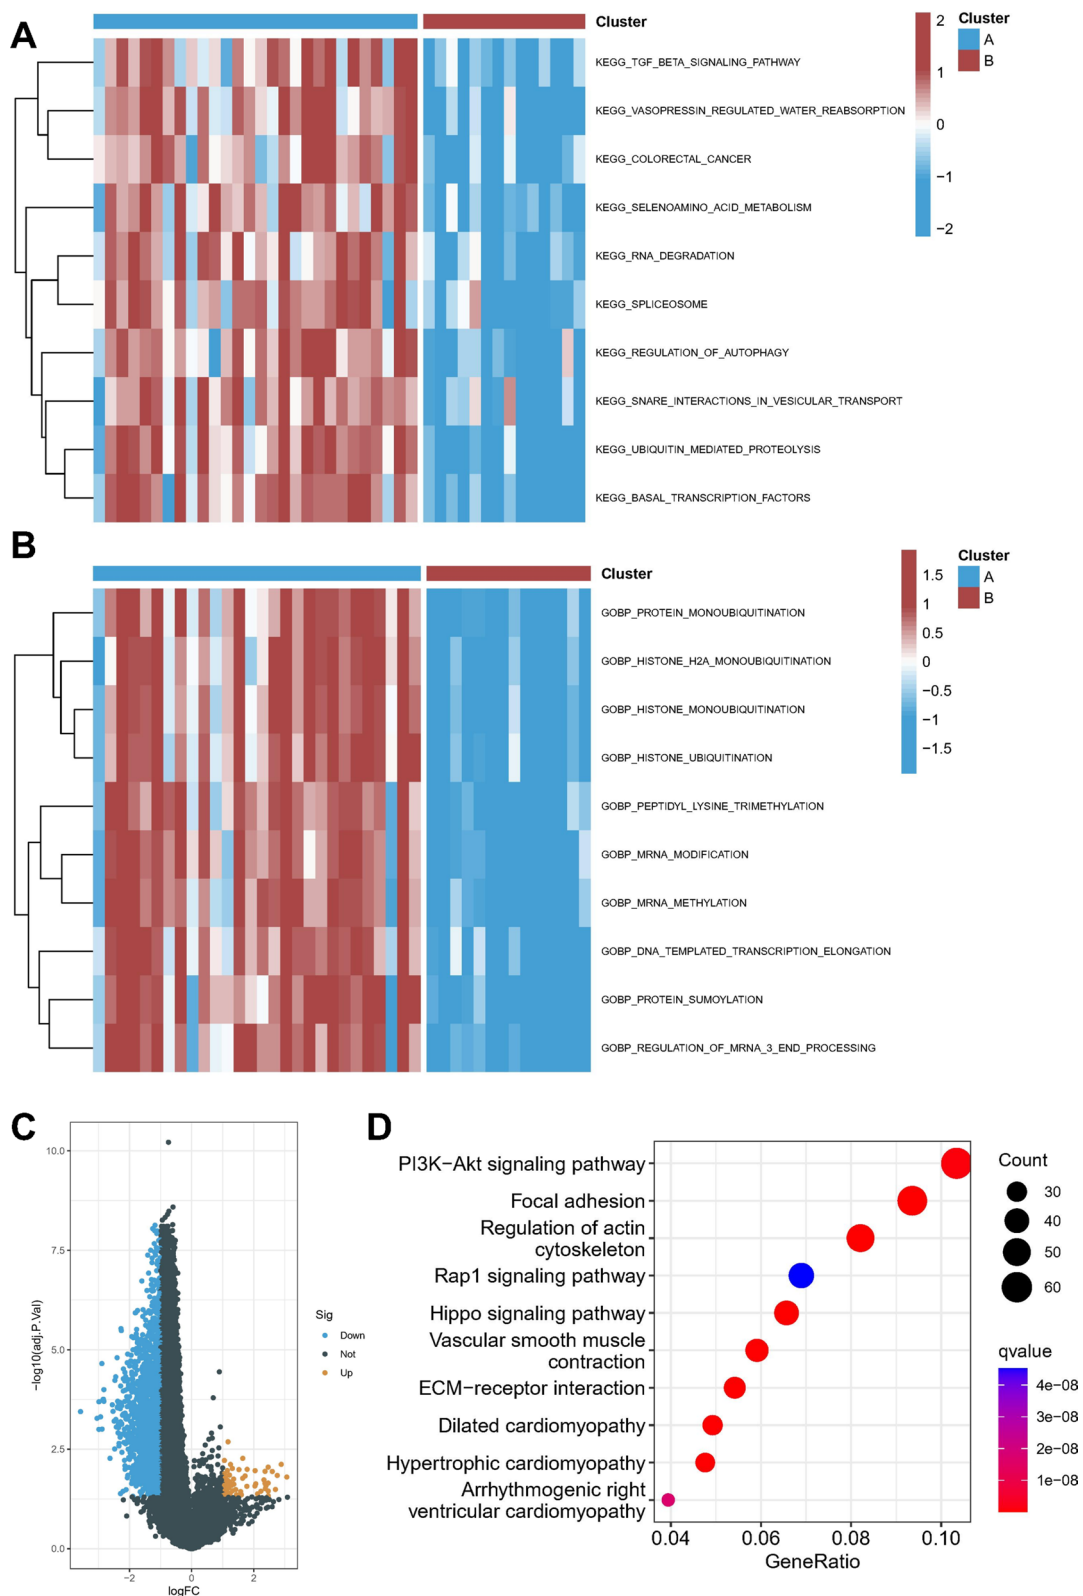 A
Cluster
KEGG_TGF_BETA_SIGNALING_PATHWAY
KEGG_VASOPRESSIN_REGULATED_WATER_REABSORPTION
KEGG_COLORECTAL_CANCER
KEGG_SELENOAMINO_ACID_METABOLISM
KEGG_RNA_DEGRADATION
KEGG_SPLICEOSOME
KEGG_REGULATION_OF_AUTOPHAGY
KEGG_SNARE_INTERACTIONS_IN_VESICULAR_TRANSPORT
KEGG_UBIQUITIN_MEDIATED_PROTEOLYSIS
KEGG_BASAL_TRANSCRIPTION_FACTORS
2
1
0
−1
−2
Cluster
A
B
B
Cluster
GOBP_PROTEIN_MONOUBIQUITINATION
GOBP_HISTONE_H2A_MONOUBIQUITINATION
GOBP_HISTONE_MONOUBIQUITINATION
GOBP_HISTONE_UBIQUITINATION
GOBP_PEPTIDYL_LYSINE_TRIMETHYLATION
GOBP_MRNA_MODIFICATION
GOBP_MRNA_METHYLATION
GOBP_DNA_TEMPLATED_TRANSCRIPTION_ELONGATION
GOBP_PROTEIN_SUMOYLATION
GOBP_REGULATION_OF_MRNA_3_END_PROCESSING
1.5
1
0.5
0
−0.5
−1
−1.5
Cluster
A
B
C
−log10(adj.P.Val)
10.0
7.5
5.0
2.5
0.0
−2
0
2
logFC
Sig
Down
Not
Up
D
PI3K−Akt signaling pathway
Focal adhesion
Regulation of actin
cytoskeleton
Rap1 signaling pathway
Hippo signaling pathway
Vascular smooth muscle
contraction
ECM−receptor interaction
Dilated cardiomyopathy
Hypertrophic cardiomyopathy
Arrhythmogenic right
ventricular cardiomyopathy
0.04
0.06
0.08
0.10
GeneRatio
Count
30
40
50
60
qvalue
4e−08
3e−08
2e−08
1e−08